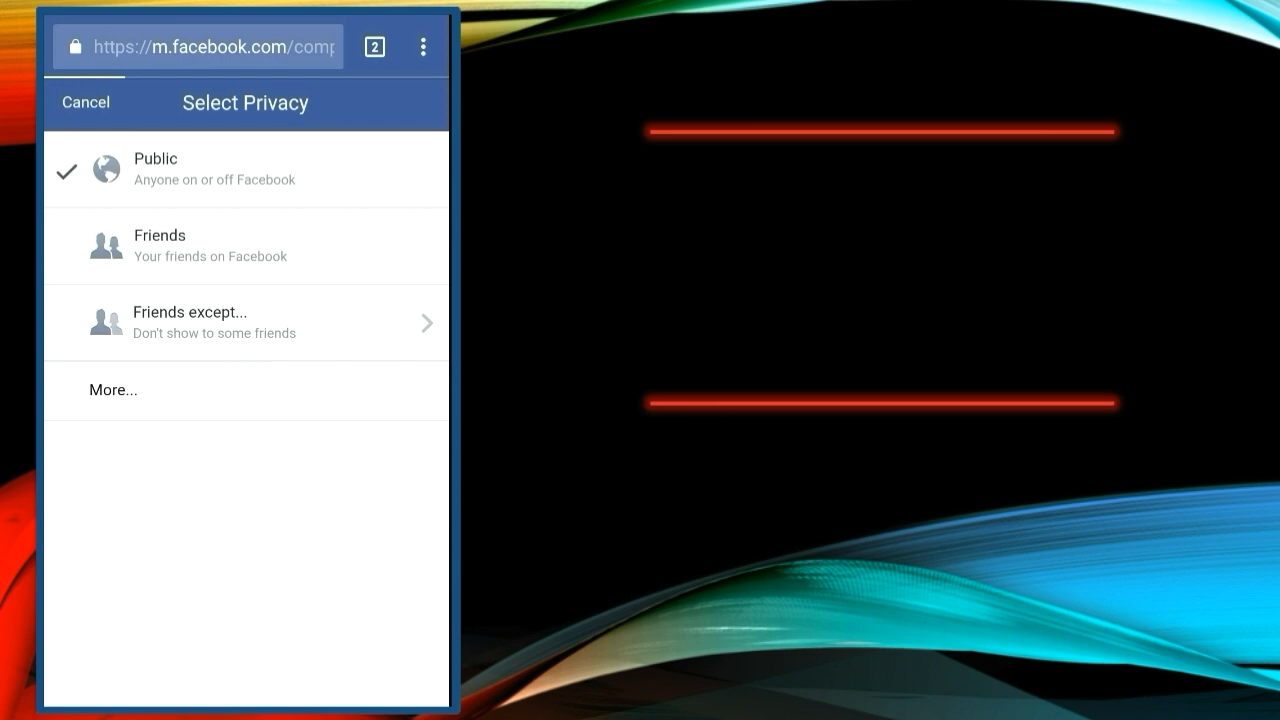 https://m.facebook.com/comp
2
Cancel
Select Privacy
Public
Anyone on or off Facebook
Friends
Your friends on Facebook
Friends except...
Don't show to some friends
More...